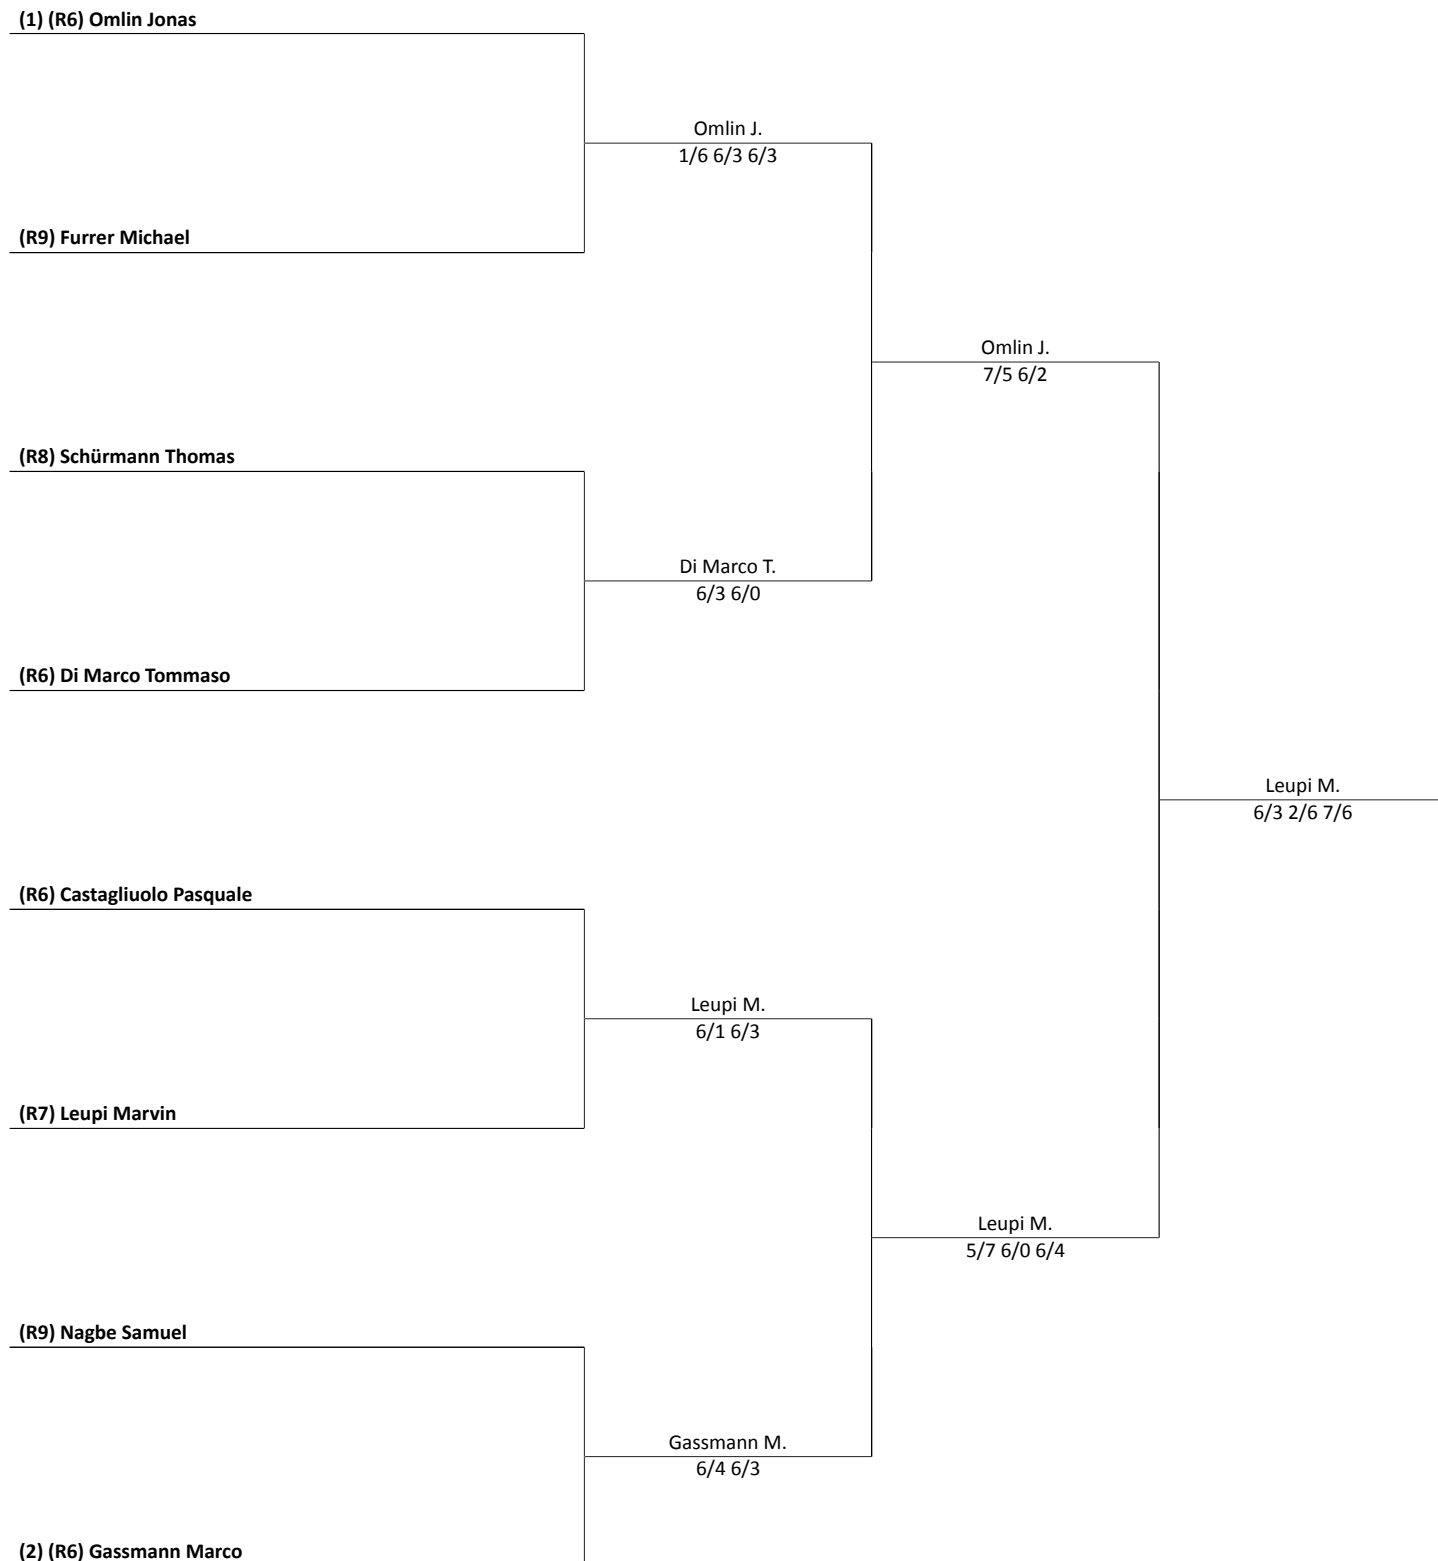 (1) (R6) Omlin Jonas
Omlin J.
1/6 6/3 6/3
(R9) Furrer Michael
Omlin J.
7/5 6/2
(R8) Schürmann Thomas
Di Marco T.
6/3 6/0
(R6) Di Marco Tommaso
Leupi M.
6/3 2/6 7/6
(R6) Castagliuolo Pasquale
Leupi M.
6/1 6/3
(R7) Leupi Marvin
Leupi M.
5/7 6/0 6/4
(R9) Nagbe Samuel
Gassmann M.
6/4 6/3
(2) (R6) Gassmann Marco